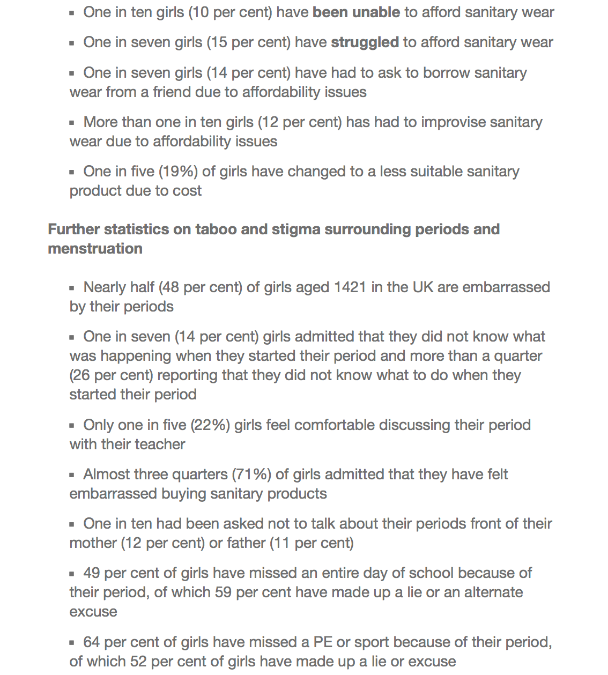 ▪ One in ten girls (10 per cent) have been unable to afford sanitary wear
▪ One in seven girls (15 per cent) have struggled to afford sanitary wear
▪ One in seven girls (14 per cent) have had to ask to borrow sanitary
wear from a friend due to affordability issues
▪ More than one in ten girls (12 per cent) has had to improvise sanitary
wear due to affordability issues
▪ One in five (19%) of girls have changed to a less suitable sanitary
product due to cost
Further statistics on taboo and stigma surrounding periods and
menstruation
▪ Nearly half (48 per cent) of girls aged 1421 in the UK are embarrassed
by their periods
▪ One in seven (14 per cent) girls admitted that they did not know what
was happening when they started their period and more than a quarter
(26 per cent) reporting that they did not know what to do when they
started their period
▪ Only one in five (22%) girls feel comfortable discussing their period
with their teacher
▪ Almost three quarters (71%) of girls admitted that they have felt
embarrassed buying sanitary products
▪ One in ten had been asked not to talk about their periods front of their
mother (12 per cent) or father (11 per cent)
▪ 49 per cent of girls have missed an entire day of school because of
their period, of which 59 per cent have made up a lie or an alternate
excuse
▪ 64 per cent of girls have missed a PE or sport because of their period,
of which 52 per cent of girls have made up a lie or excuse